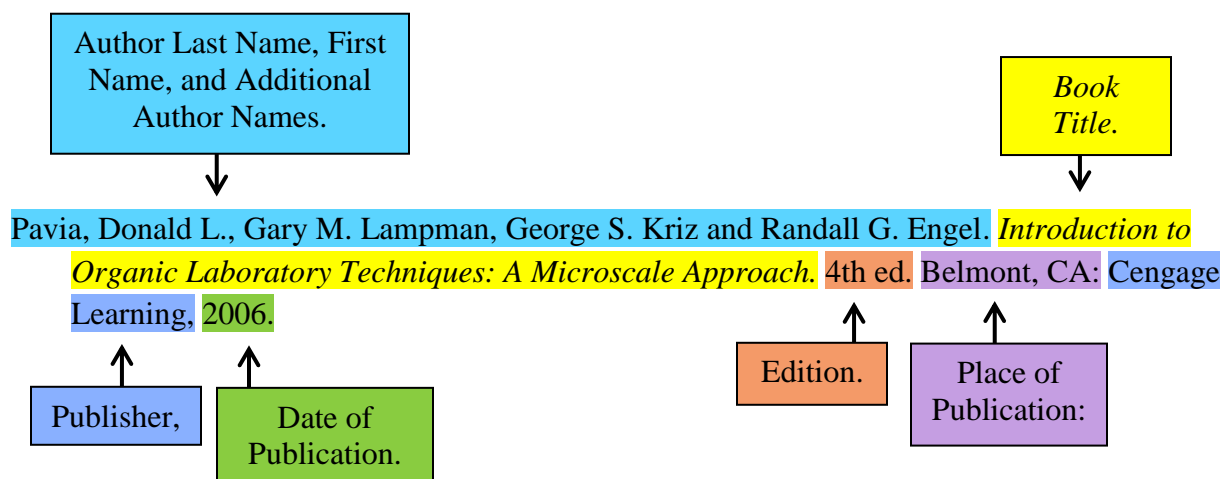 Author Last Name, First
Name, and Additional
Author Names.
Book
Title.
Pavia, Donald L., Gary M. Lampman, George S. Kriz and Randall G. Engel. Introduction to
Organic Laboratory Techniques: A Microscale Approach. 4th ed. Belmont, CA: Cengage
Learning, 2006.
Publisher,
Date of
Publication.
Edition.
Place of
Publication: